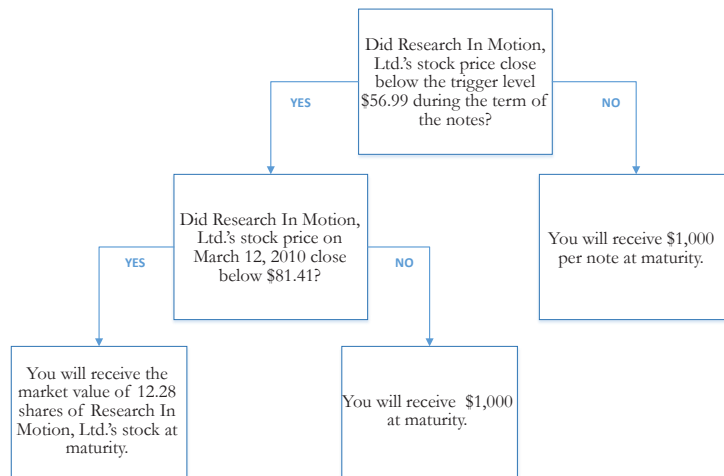 Did Research In Motion,
Ltd.'s stock price close
below the trigger level
$56.99 during the term of
the notes?
YES
NO
Did Research In Motion,
Ltd.'s stock price on
March 12, 2010 close
below $81.41?
You will receive $1,000
per note at maturity.
YES
NO
You will receive the
market value of 12.28
shares of Research In
Motion, Ltd.'s stock at
maturity.
You will receive $1,000
at maturity.